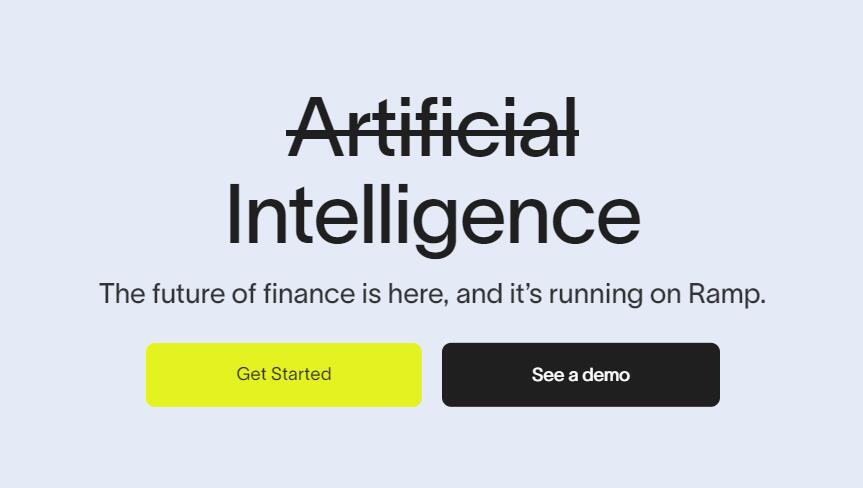 Artificial
Intelligence
The future of finance is here, and it’s running on Ramp.
Get Started
See a demo